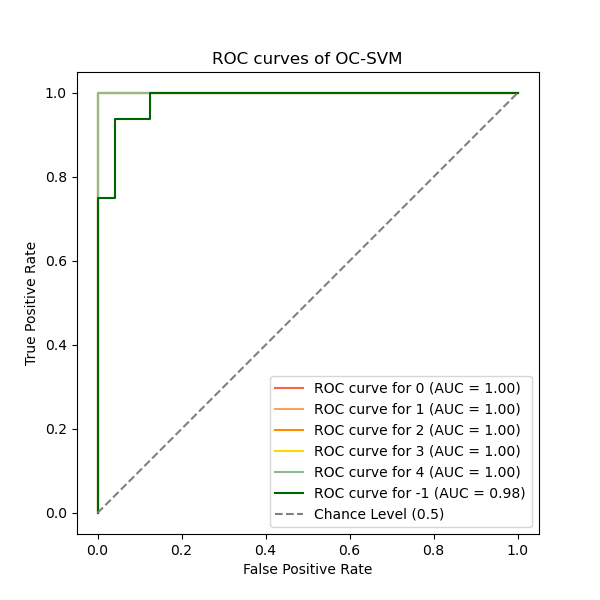 ROC curves of OC-SVM
True Positive Rate
1.0
0.8
0.6
0.4
0.2
0.0
ROC curve for 0 (AUC = 1.00)
ROC curve for 1 (AUC = 1.00)
ROC curve for 2 (AUC = 1.00)
ROC curve for 3 (AUC = 1.00)
ROC curve for 4 (AUC = 1.00)
ROC curve for -1 (AUC = 0.98)
Chance Level (0.5)
0.0 0.2 0.4 0.6 0.8 1.0
False Positive Rate